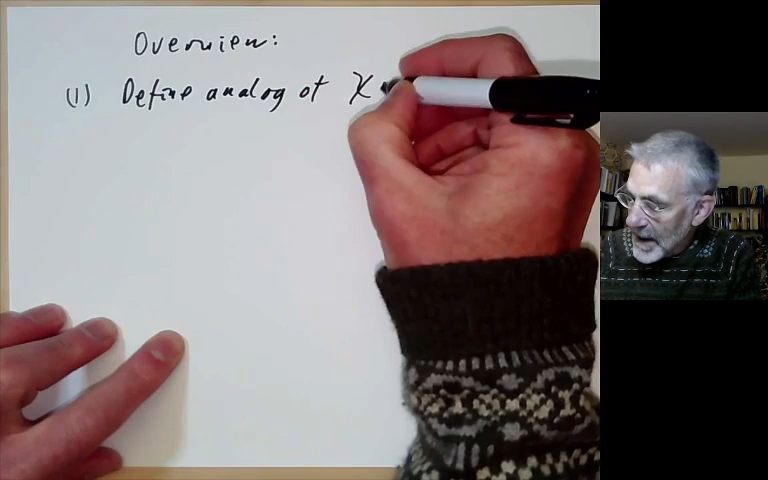 Overview:
(1) Define analog of χ